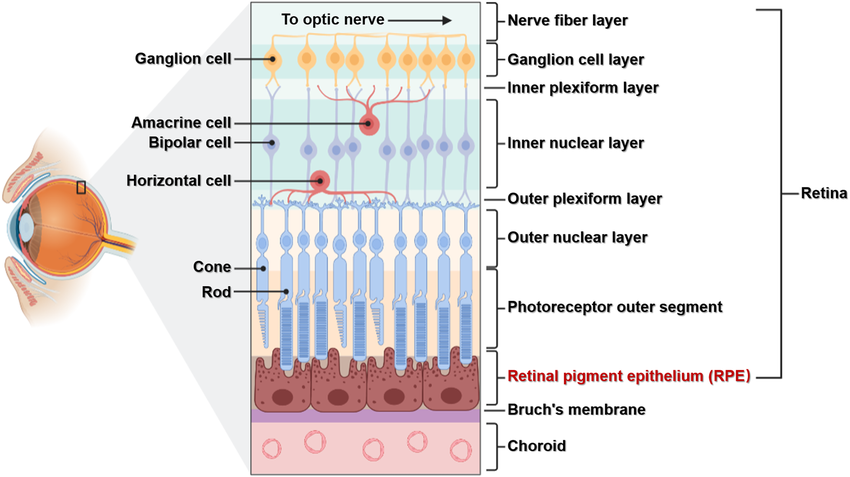 To optic nerve
Nerve fiber layer
Ganglion cell
Ganglion cell layer
Inner plexiform layer
Amacrine cell
Bipolar cell
Inner nuclear layer
Horizontal cell
Outer plexiform layer
Retina
Outer nuclear layer
Cone
Rod
Photoreceptor outer segment
Retinal pigment epithelium (RPE)
Bruch's membrane
Choroid